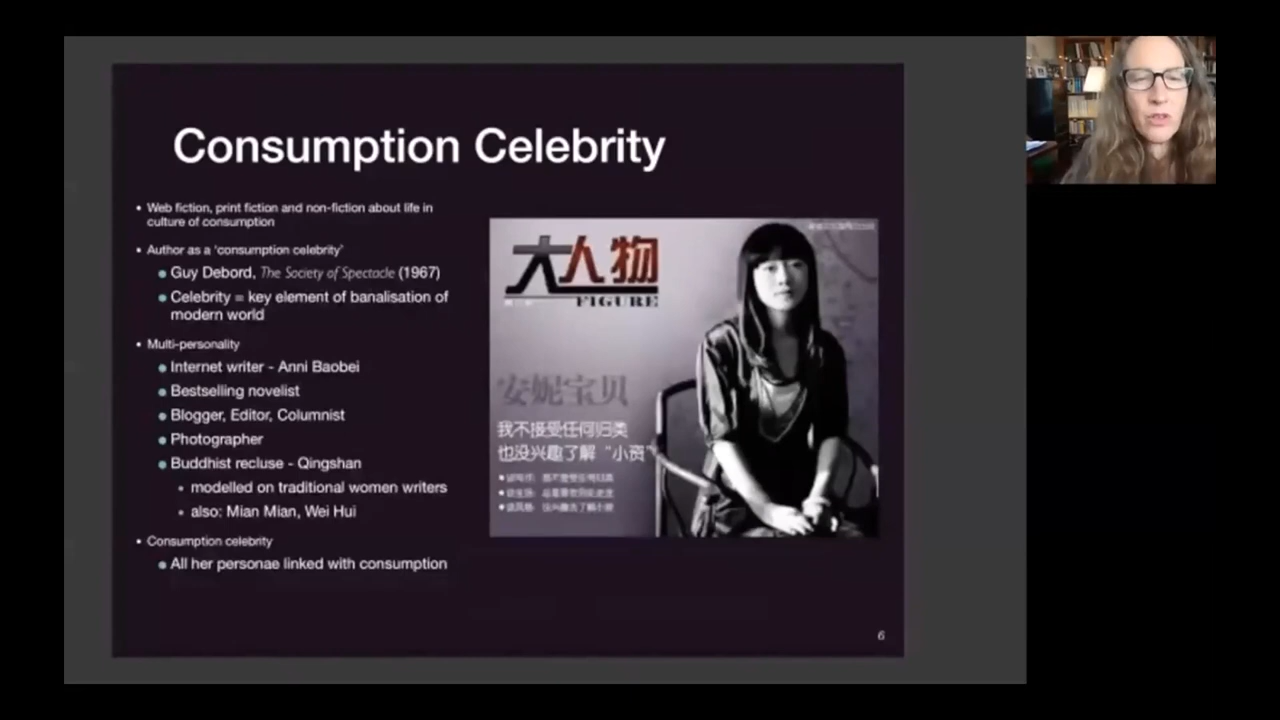 Consumption Celebrity
• Web fiction, print fiction and non-fiction about life in
culture of consumption
• Author as a 'consumption celebrity'
• Guy Debord, The Society of Spectacle (1967)
• Celebrity = key element of banalisation of
modern world
• Multi-personality
• Internet writer - Anni Baobei
• Bestselling novelist
• Blogger, Editor, Columnist
• Photographer
• Buddhist recluse - Qingshan
• modelled on traditional women writers
• also: Mian Mian, Wei Hui
• Consumption celebrity
• All her personae linked with consumption
大人物
FIGURE
安妮宝贝
我不接受任何归类
也没兴趣了解“小资”
6